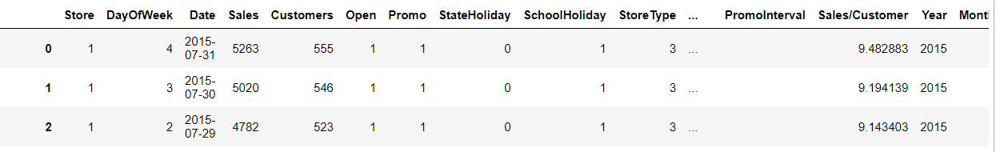 Store DayOfWeek Date Sales Customers Open Promo StateHoliday SchoolHoliday StoreType ... PromoInterval Sales/Customer Year Mont
0 1 4 2015-07-31 5263 555 1 1 0 1 3 ... 9.482883 2015
1 1 3 2015-07-30 5020 546 1 1 0 1 3 ... 9.194139 2015
2 1 2 2015-07-29 4782 523 1 1 0 1 3 ... 9.143403 2015